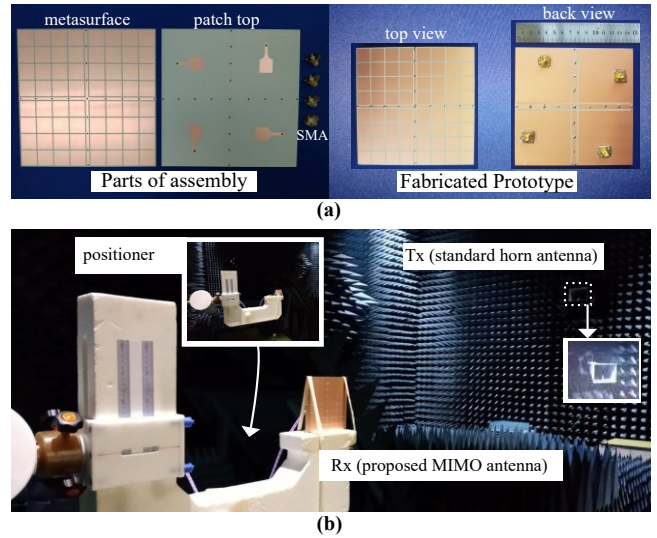 metasurface
patch top
SMA
Parts of assembly
top view
back view
Fabricated Prototype
(a)
positioner
Tx (standard horn antenna)
Rx (proposed MIMO antenna)
(b)